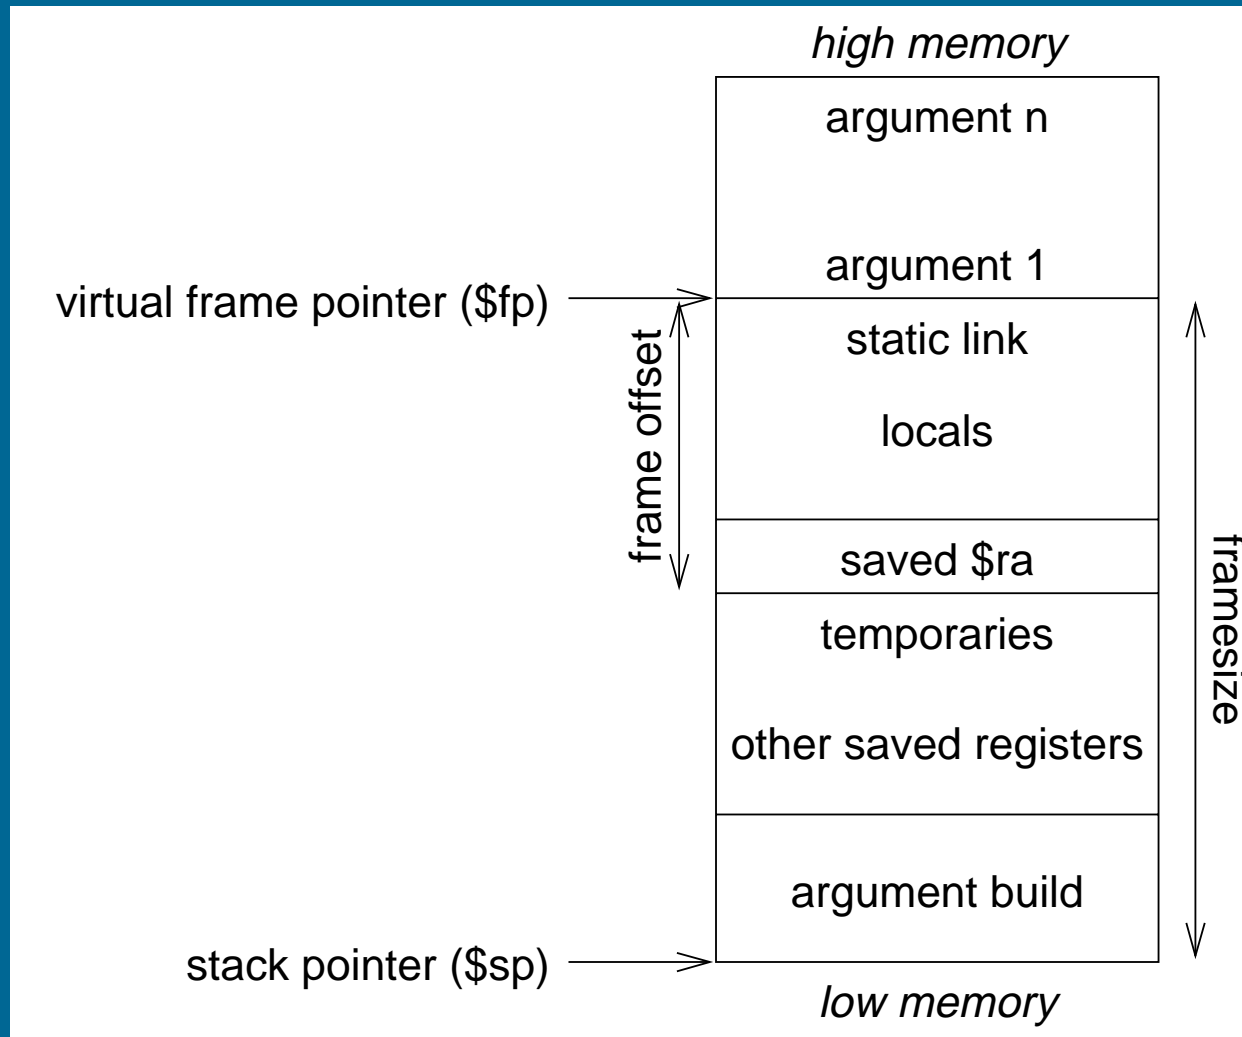 high memory
argument n
argument 1
virtual frame pointer ($fp)
static link
frame offset
locals
saved $ra
framesize
temporaries
other saved registers
argument build
stack pointer ($sp)
low memory